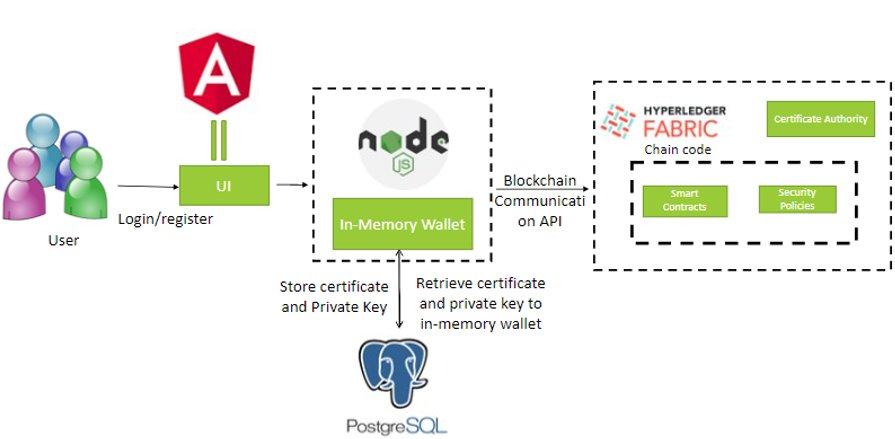 A
UI
Login/register
User
node
JS
In-Memory Wallet
Store certificate
and Private Key
Retrieve certificate
and private key to
in-memory wallet
PostgreSQL
Blockchain
Communicati
on API
HYPERLEDGER
FABRIC
Certificate Authority
Chain code
Smart
Contracts
Security
Policies